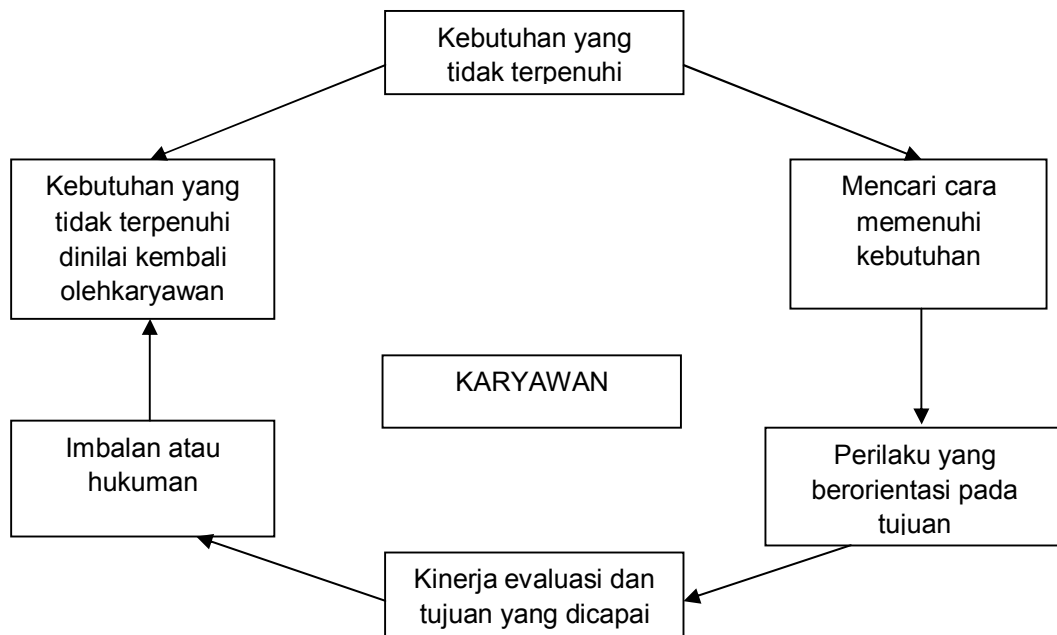 Kebutuhan yang
tidak terpenuhi
Kebutuhan yang
tidak terpenuhi
dinilai kembali
olehkaryawan
Mencari cara
memenuhi
kebutuhan
KARYAWAN
Imbalan atau
hukuman
Perilaku yang
berorientasi pada
tujuan
Kinerja evaluasi dan
tujuan yang dicapai